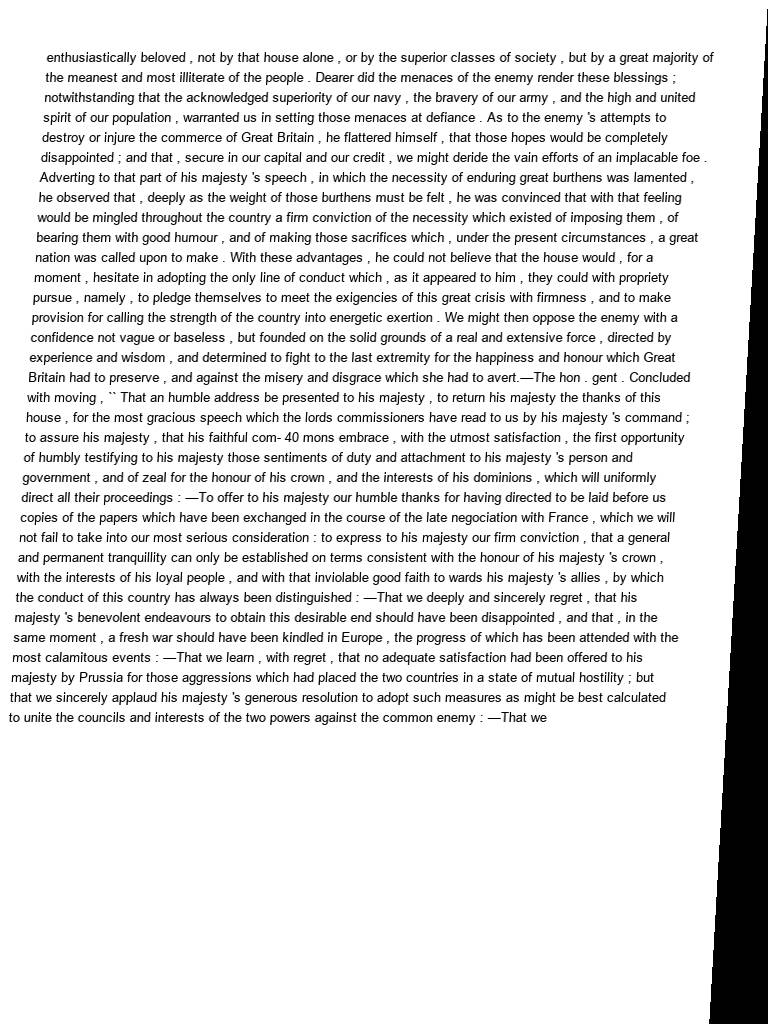 enthusiastically beloved , not by that house alone , or by the superior classes of society , but by a great majority of
the meanest and most illiterate of the people . Dearer did the menaces of the enemy render these blessings ;
notwithstanding that the acknowledged superiority of our navy , the bravery of our army , and the high and united
spirit of our population , warranted us in setting those menaces at defiance . As to the enemy 's attempts to
destroy or injure the commerce of Great Britain , he flattered himself , that those hopes would be completely
disappointed ; and that , secure in our capital and our credit , we might deride the vain efforts of an implacable foe .
Adverting to that part of his majesty 's speech , in which the necessity of enduring great burthens was lamented ,
he observed that , deeply as the weight of those burthens must be felt , he was convinced that with that feeling
would be mingled throughout the country a firm conviction of the necessity which existed of imposing them , of
bearing them with good humour , and of making those sacrifices which , under the present circumstances , a great
nation was called upon to make . With these advantages , he could not believe that the house would , for a
moment , hesitate in adopting the only line of conduct which , as it appeared to him , they could with propriety
pursue , namely , to pledge themselves to meet the exigencies of this great crisis with firmness , and to make
provision for calling the strength of the country into energetic exertion . We might then oppose the enemy with a
confidence not vague or baseless , but founded on the solid grounds of a real and extensive force , directed by
experience and wisdom , and determined to fight to the last extremity for the happiness and honour which Great
Britain had to preserve , and against the misery and disgrace which she had to avert.—The hon . gent . Concluded
with moving , `` That an humble address be presented to his majesty , to return his majesty the thanks of this
house , for the most gracious speech which the lords commissioners have read to us by his majesty 's command ;
to assure his majesty , that his faithful com- 40 mons embrace , with the utmost satisfaction , the first opportunity
of humbly testifying to his majesty those sentiments of duty and attachment to his majesty 's person and
government , and of zeal for the honour of his crown , and the interests of his dominions , which will uniformly
direct all their proceedings : —To offer to his majesty our humble thanks for having directed to be laid before us
copies of the papers which have been exchanged in the course of the late negociation with France , which we will
not fail to take into our most serious consideration : to express to his majesty our firm conviction , that a general
and permanent tranquillity can only be established on terms consistent with the honour of his majesty 's crown ,
with the interests of his loyal people , and with that inviolable good faith to wards his majesty 's allies , by which
the conduct of this country has always been distinguished : —That we deeply and sincerely regret , that his
majesty 's benevolent endeavours to obtain this desirable end should have been disappointed , and that , in the
same moment , a fresh war should have been kindled in Europe , the progress of which has been attended with the
most calamitous events : —That we learn , with regret , that no adequate satisfaction had been offered to his
majesty by Prussia for those aggressions which had placed the two countries in a state of mutual hostility ; but
that we sincerely applaud his majesty 's generous resolution to adopt such measures as might be best calculated
to unite the councils and interests of the two powers against the common enemy : —That we